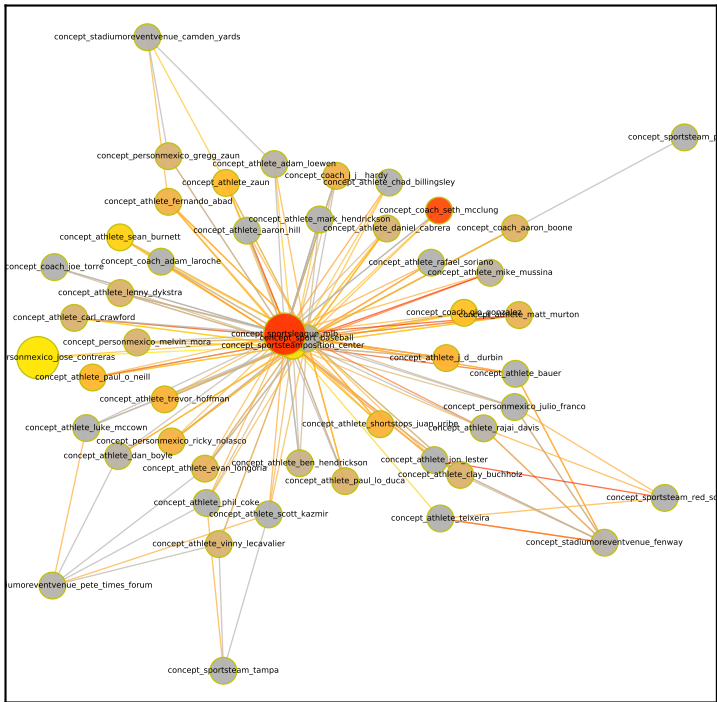 concept_stadiumoreventvenue_camden_yards
concept_sportsteam_p
concept_personmexico_gregg_zaun
concept_athlete_adam_loewen
concept_coach_j__hardy
concept_athlete_zaun
concept_athlete_chad_billingsley
concept_athlete_fernando_abad
concept_coach_seth_mcclung
concept_athlete_mark_hendrickson
concept_athlete_aaron_hill
concept_athlete_daniel_cabrera
concept_coach_aaron_boone
concept_athlete_sean_burnett
concept_coach_adam_laroche
concept_athlete_rafael_soriano
concept_coach_joe_torre
concept_athlete_mike_mussina
concept_athlete_lenny_dykstra
concept_athlete_carl_crawford
concept_athlete_matt_murton
concept_sportsleague_mlb
concept_sport_baseball
concept_personmexico_melvin_mora
concept_sportsteamposition_center
ersonmexico_jose_contreras
concept_athlete_j_d__durbin
concept_athlete_paul_o_neill
concept_athlete_bauer
concept_athlete_trevor_hoffman
concept_personmexico_julio_franco
concept_athlete_shortstops_juan_uribe
concept_athlete_luke_mccown
concept_athlete_rajai_davis
concept_personmexico_ricky_nolasco
concept_athlete_dan_boyle
concept_athlete_jon_lester
concept_athlete_evan_longoria
concept_athlete_ben_hendrickson
concept_athlete_clay_buchholz
concept_athlete_paul_lo_duca
concept_sportsteam_red_so
concept_athlete_phil_coke
concept_athlete_scott_kazmir
concept_athlete_teixeira
concept_athlete_vinny_lecavalier
concept_stadiumoreventvenue_fenway
iumoreventvenue_pete_times_forum
concept_sportsteam_tampa